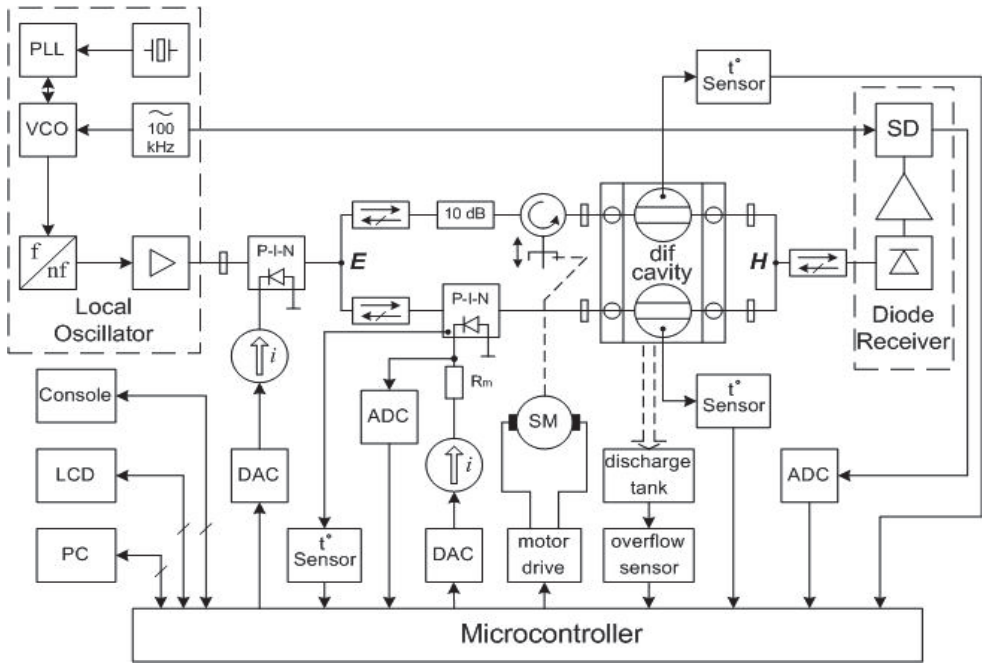 PLL
VCO
~
100
kHz
f
nf
Local
Oscillator
P-I-N
i
E
10 dB
P-I-N
Rm
i
t° Sensor
dif
cavity
H
SD
Diode
Receiver
t°
Sensor
Console
LCD
PC
DAC
ADC
t°
Sensor
DAC
SM
motor
drive
discharge
tank
overflow
sensor
ADC
Microcontroller